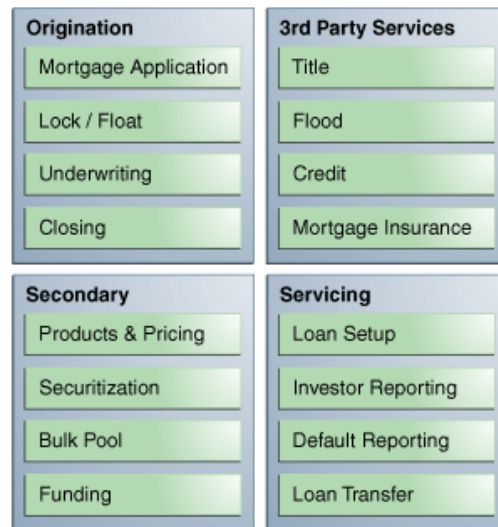 Origination
Mortgage Application
Lock / Float
Underwriting
Closing
3rd Party Services
Title
Flood
Credit
Mortgage Insurance
Secondary
Products & Pricing
Securitization
Bulk Pool
Funding
Servicing
Loan Setup
Investor Reporting
Default Reporting
Loan Transfer